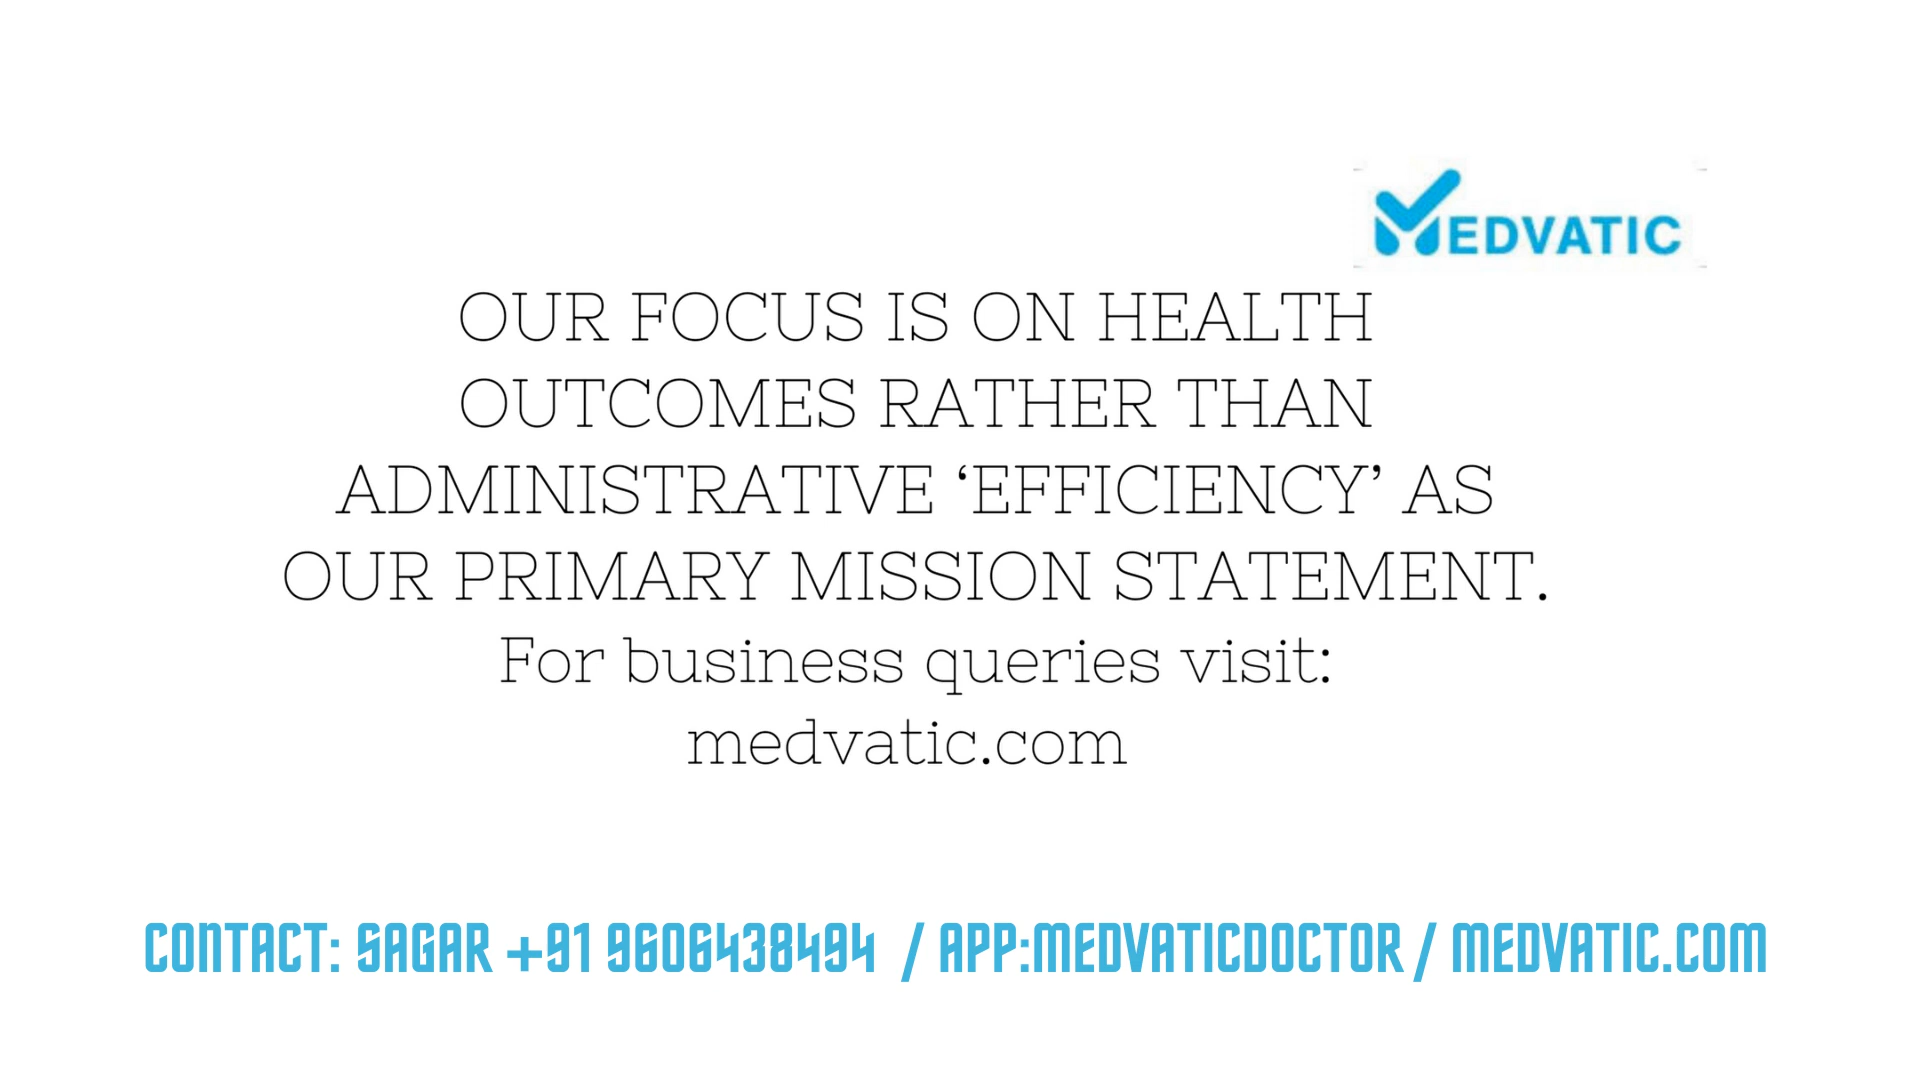 MEDVATIC
OUR FOCUS IS ON HEALTH
OUTCOMES RATHER THAN
ADMINISTRATIVE ‘EFFICIENCY’ AS
OUR PRIMARY MISSION STATEMENT.
For business queries visit:
medvatic.com
CONTACT: SAGAR +91 9606438494 / APP:MEDVATICDOCTOR / MEDVATIC.COM